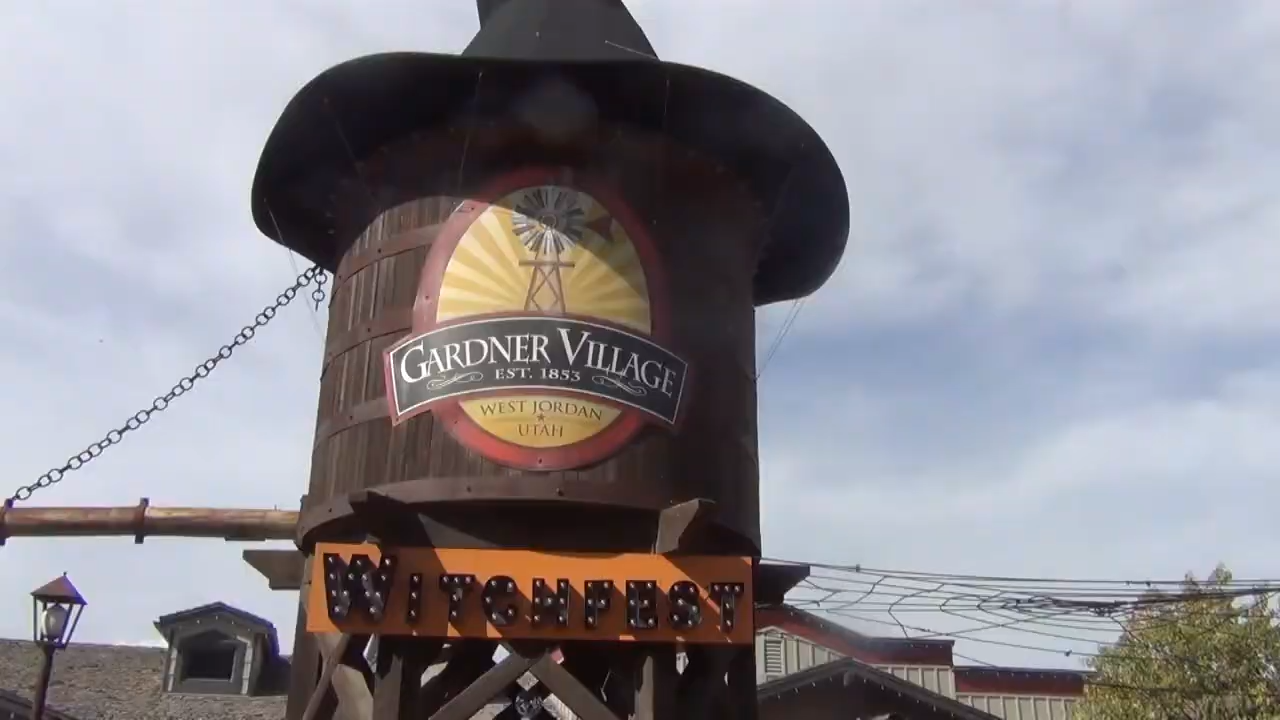 GARDNER VILLAGE
EST. 1853
WEST JORDAN
UTAH
WITCHFEST